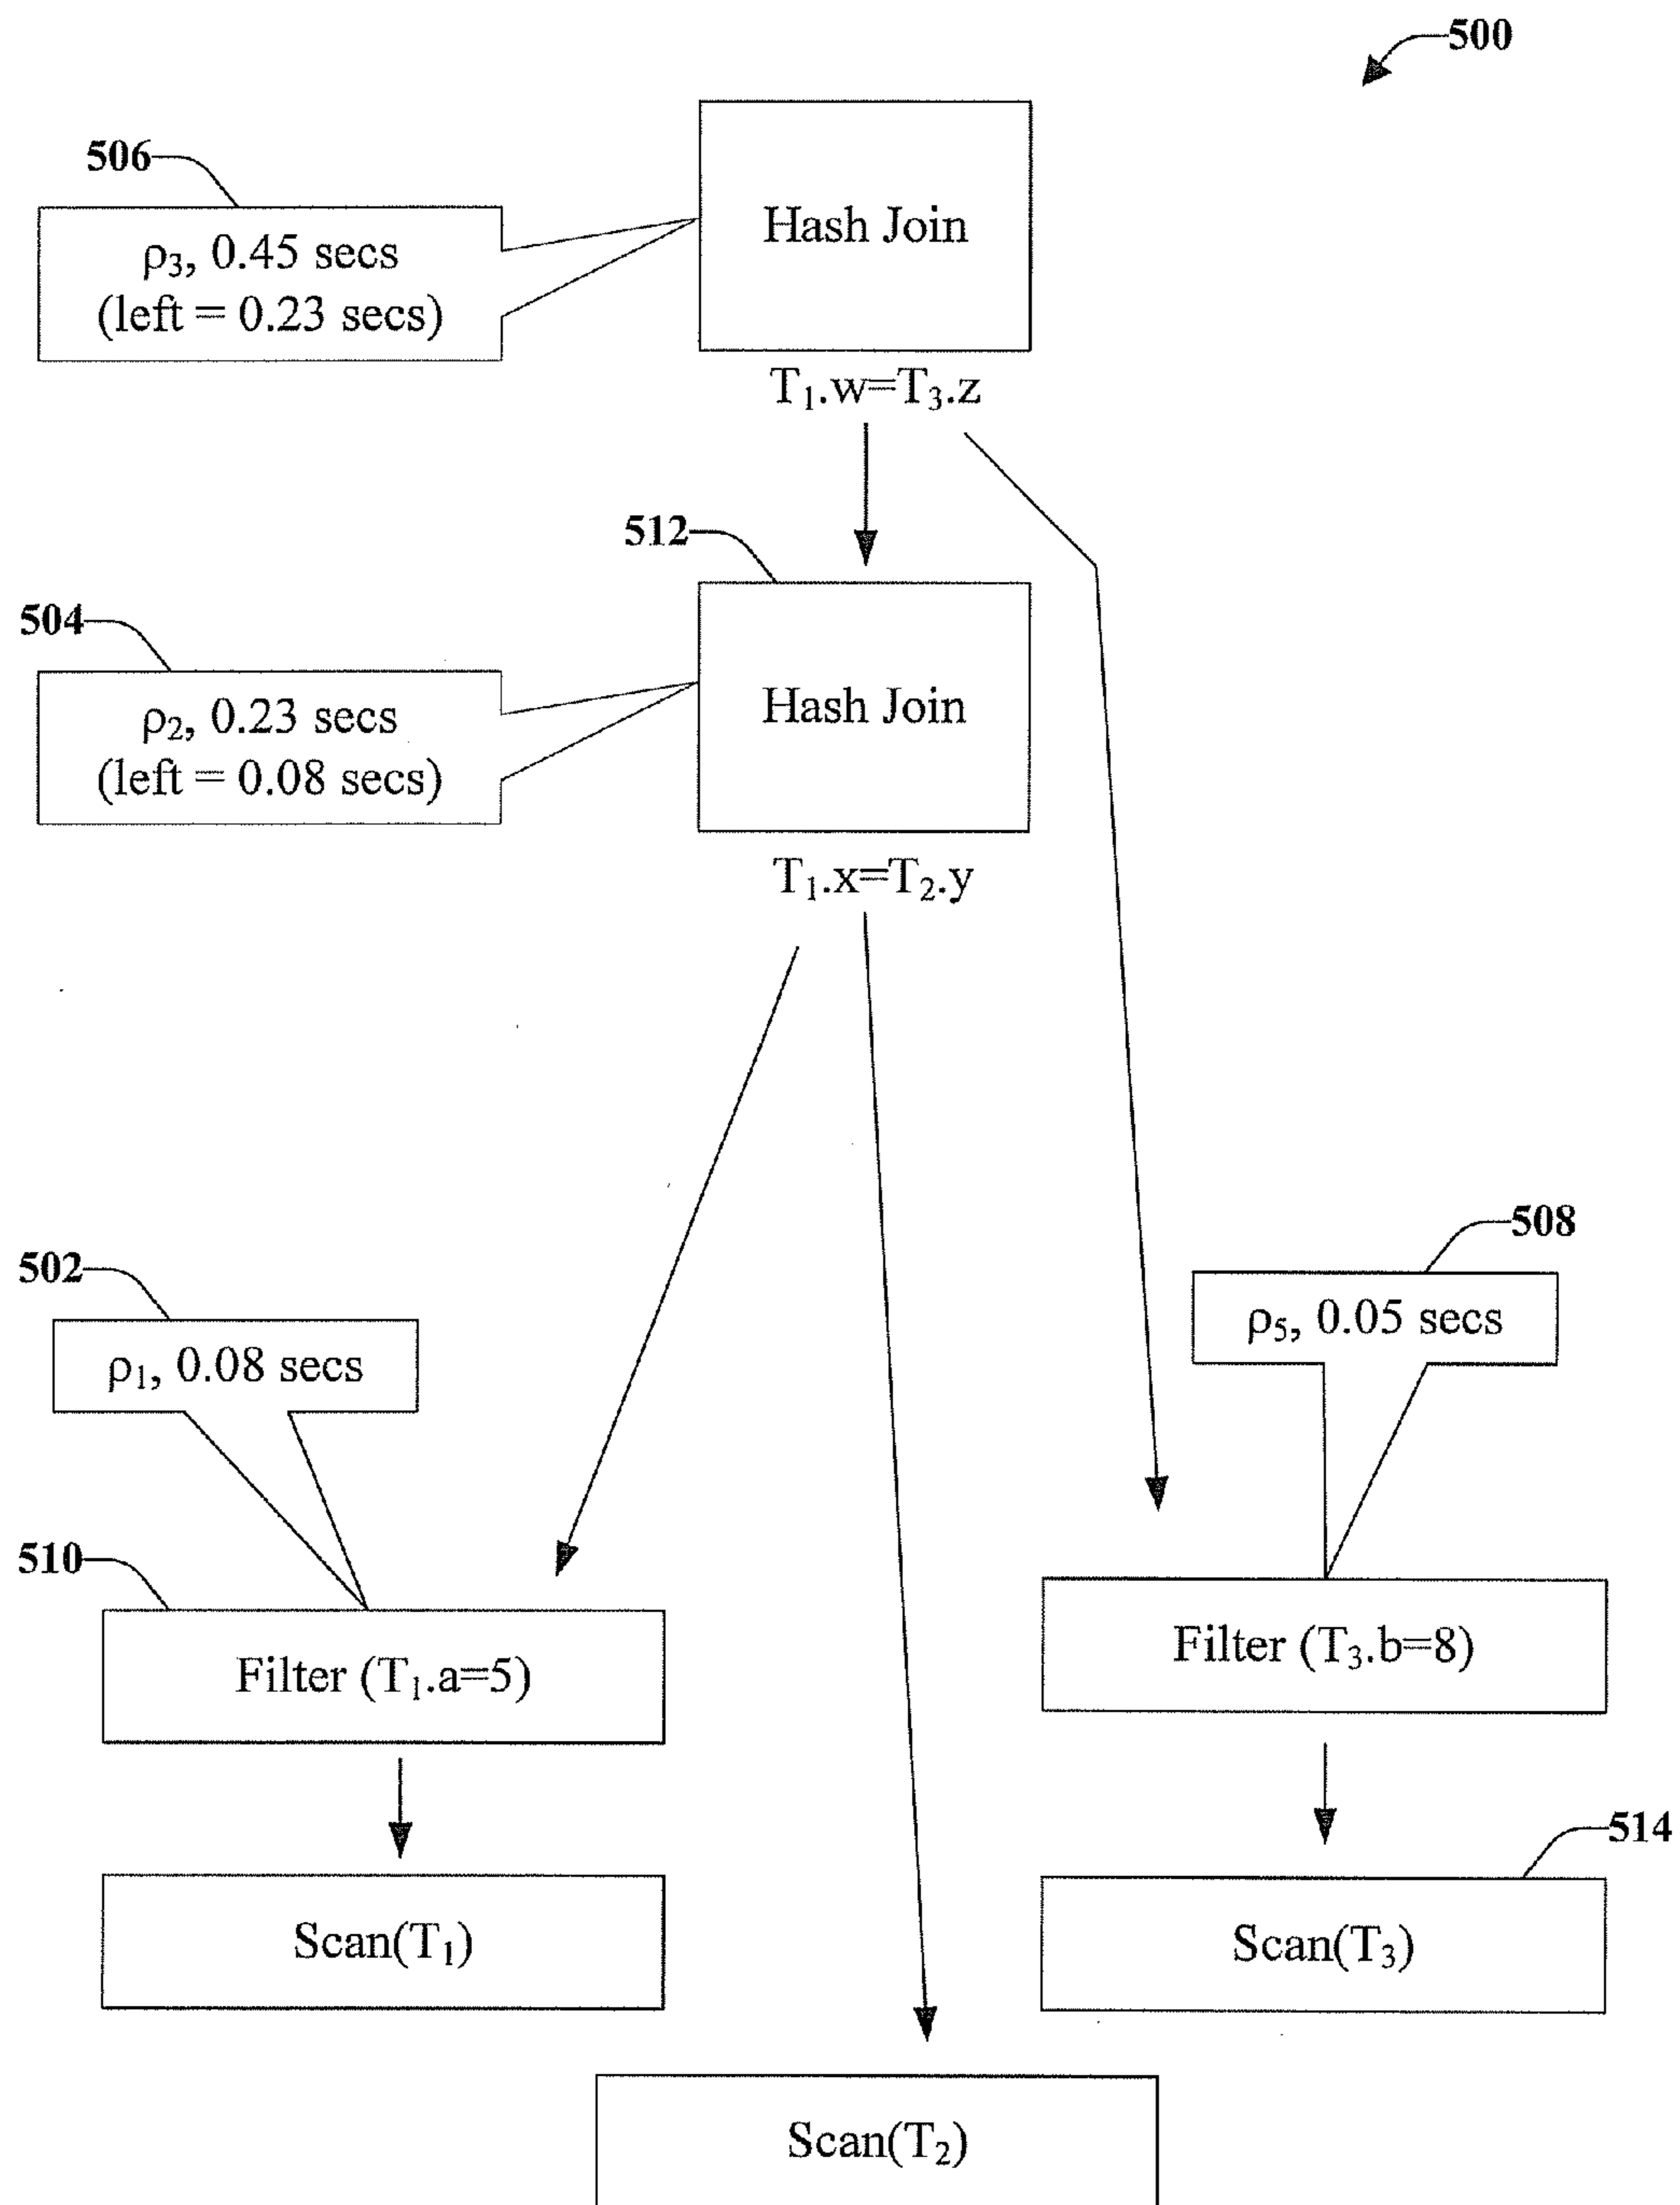 500
506
ρ₃, 0.45 secs
(left = 0.23 secs)
Hash Join
T₁.w=T₃.z
512
504
ρ₂, 0.23 secs
(left = 0.08 secs)
Hash Join
T₁.x=T₂.y
502
ρ₁, 0.08 secs
508
ρ₅, 0.05 secs
510
Filter (T₁.a=5)
Filter (T₃.b=8)
514
Scan(T₁)
Scan(T₃)
Scan(T₂)